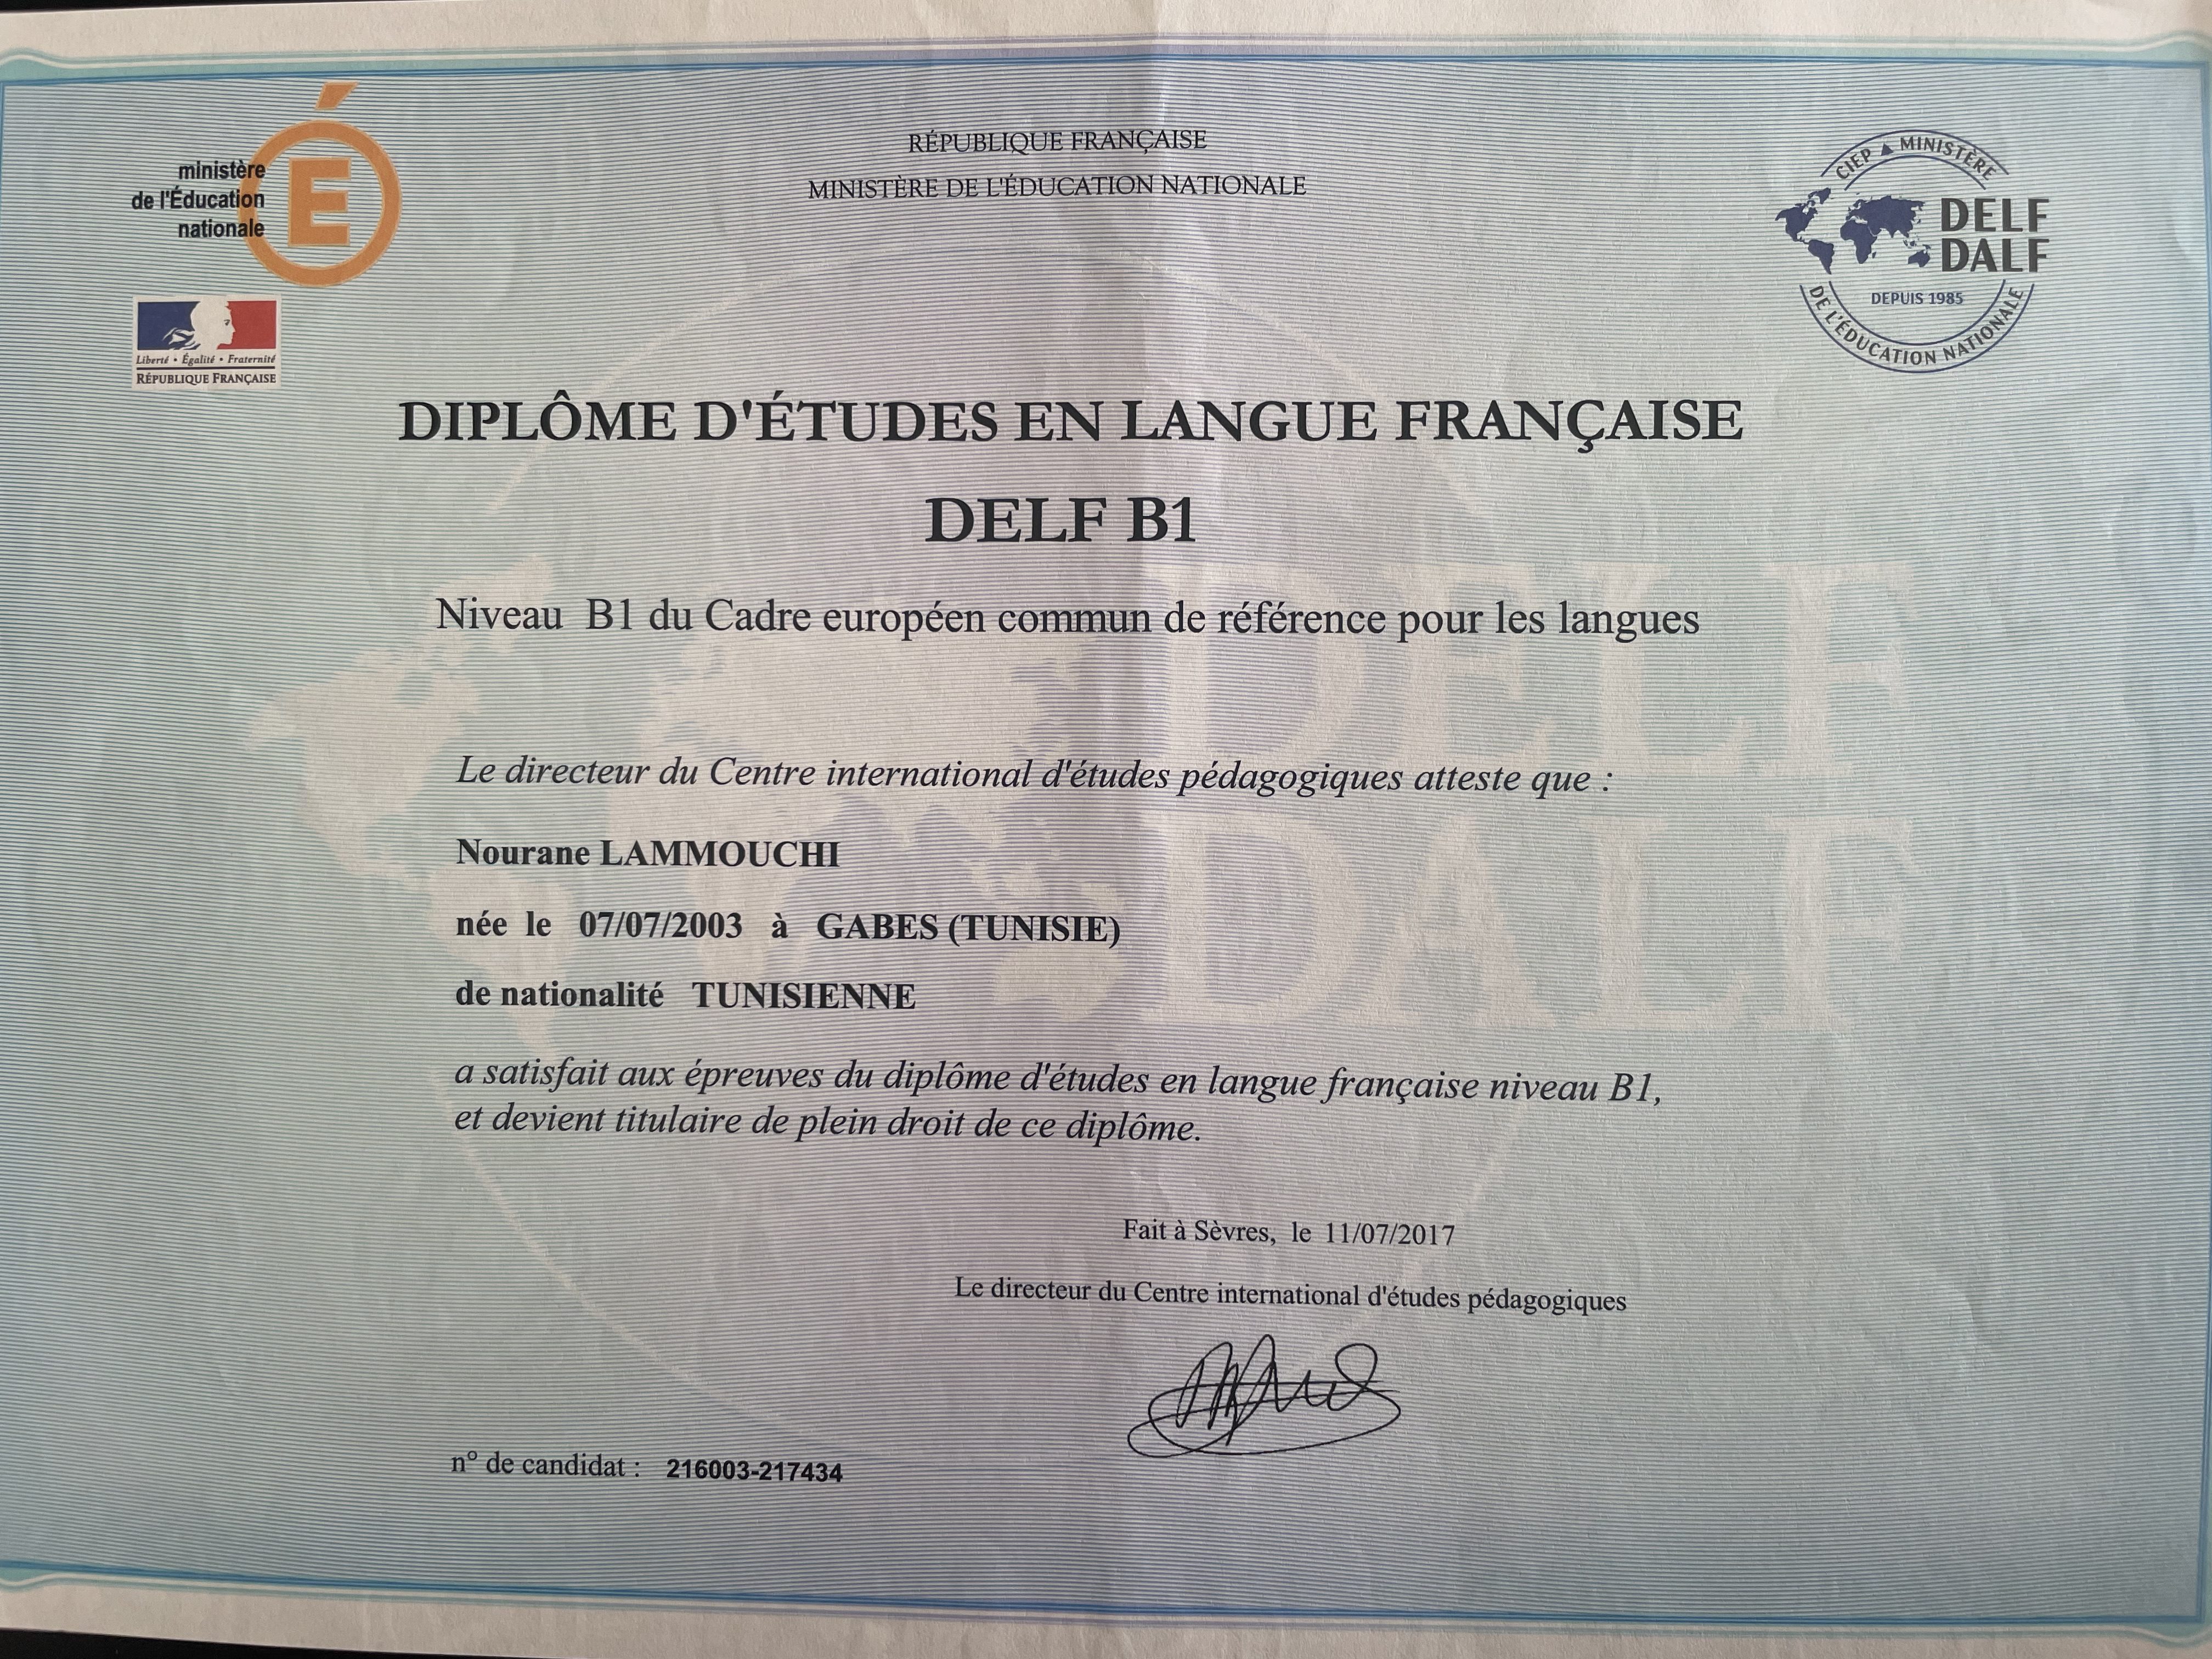 ministère
de l'Éducation
nationale
É
Liberté • Égalité • Fraternité
RÉPUBLIQUE FRANÇAISE
RÉPUBLIQUE FRANÇAISE
MINISTÈRE DE L'ÉDUCATION NATIONALE
CIEP ▲ MINISTÈRE
DELF
DALF
DEPUIS 1985
DE L'ÉDUCATION NATIONALE
DIPLÔME D'ÉTUDES EN LANGUE FRANÇAISE
DELF B1
Niveau B1 du Cadre européen commun de référence pour les langues
DELF
DALF
Le directeur du Centre international d'études pédagogiques atteste que :
Nourane LAMMOUCHI
née le 07/07/2003 à GABES (TUNISIE)
de nationalité TUNISIENNE
a satisfait aux épreuves du diplôme d'études en langue française niveau B1,
et devient titulaire de plein droit de ce diplôme.
Fait à Sèvres, le 11/07/2017
Le directeur du Centre international d'études pédagogiques
n° de candidat : 216003-217434